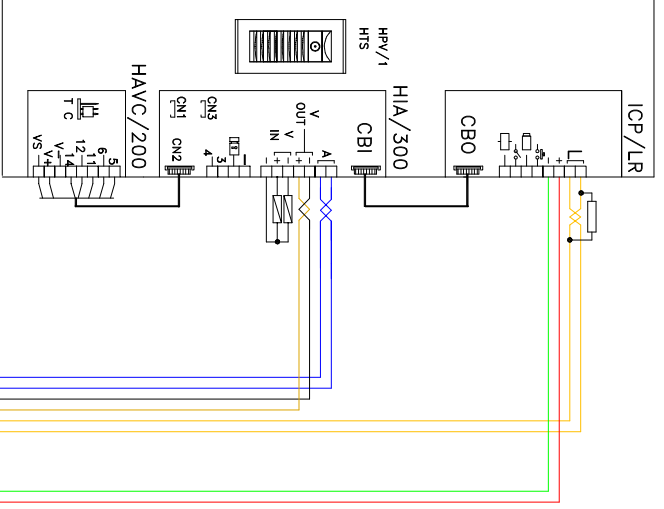 HPV/1
HTS
HAVC/200
T C
VS
V+
V-
14
12
11
6
5
HIA/300
CN1
CN3
CN2
4
3
1
V
OUT
V
IN
- + - +
+ -
A
CBI
ICP/LR
CBO
- +
L